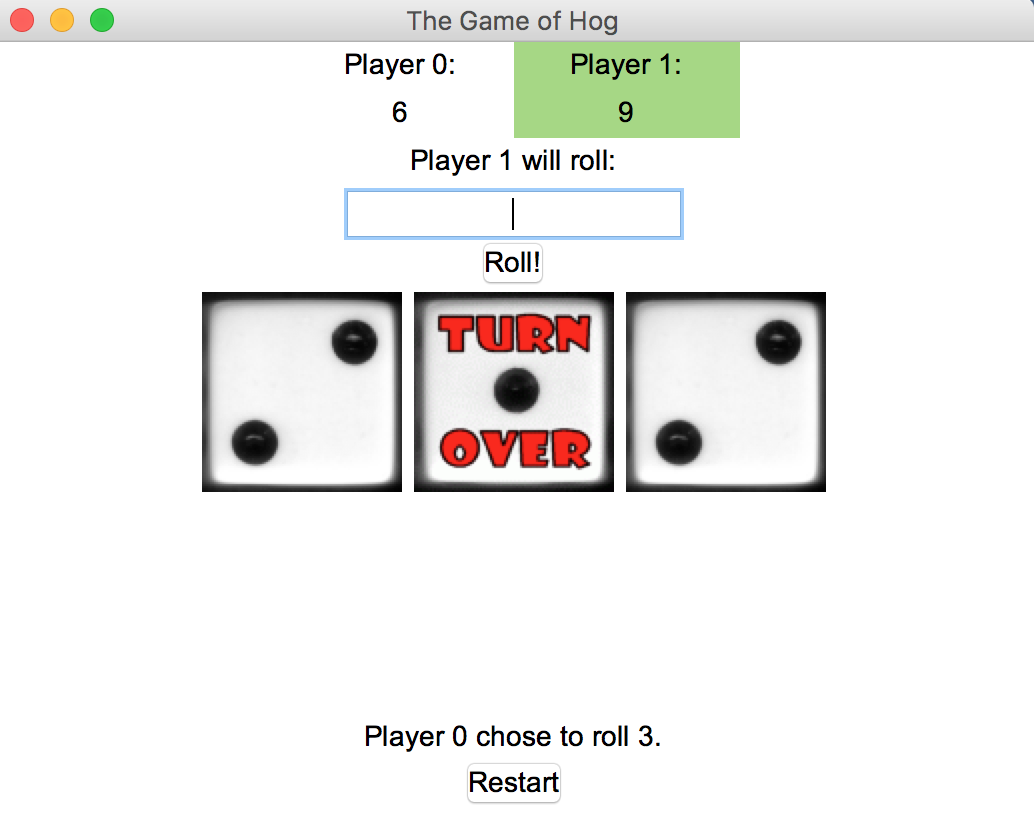 The Game of Hog
Player 0: Player 1:
6 9
Player 1 will roll:
Roll!
TURN
OVER
Player 0 chose to roll 3.
Restart